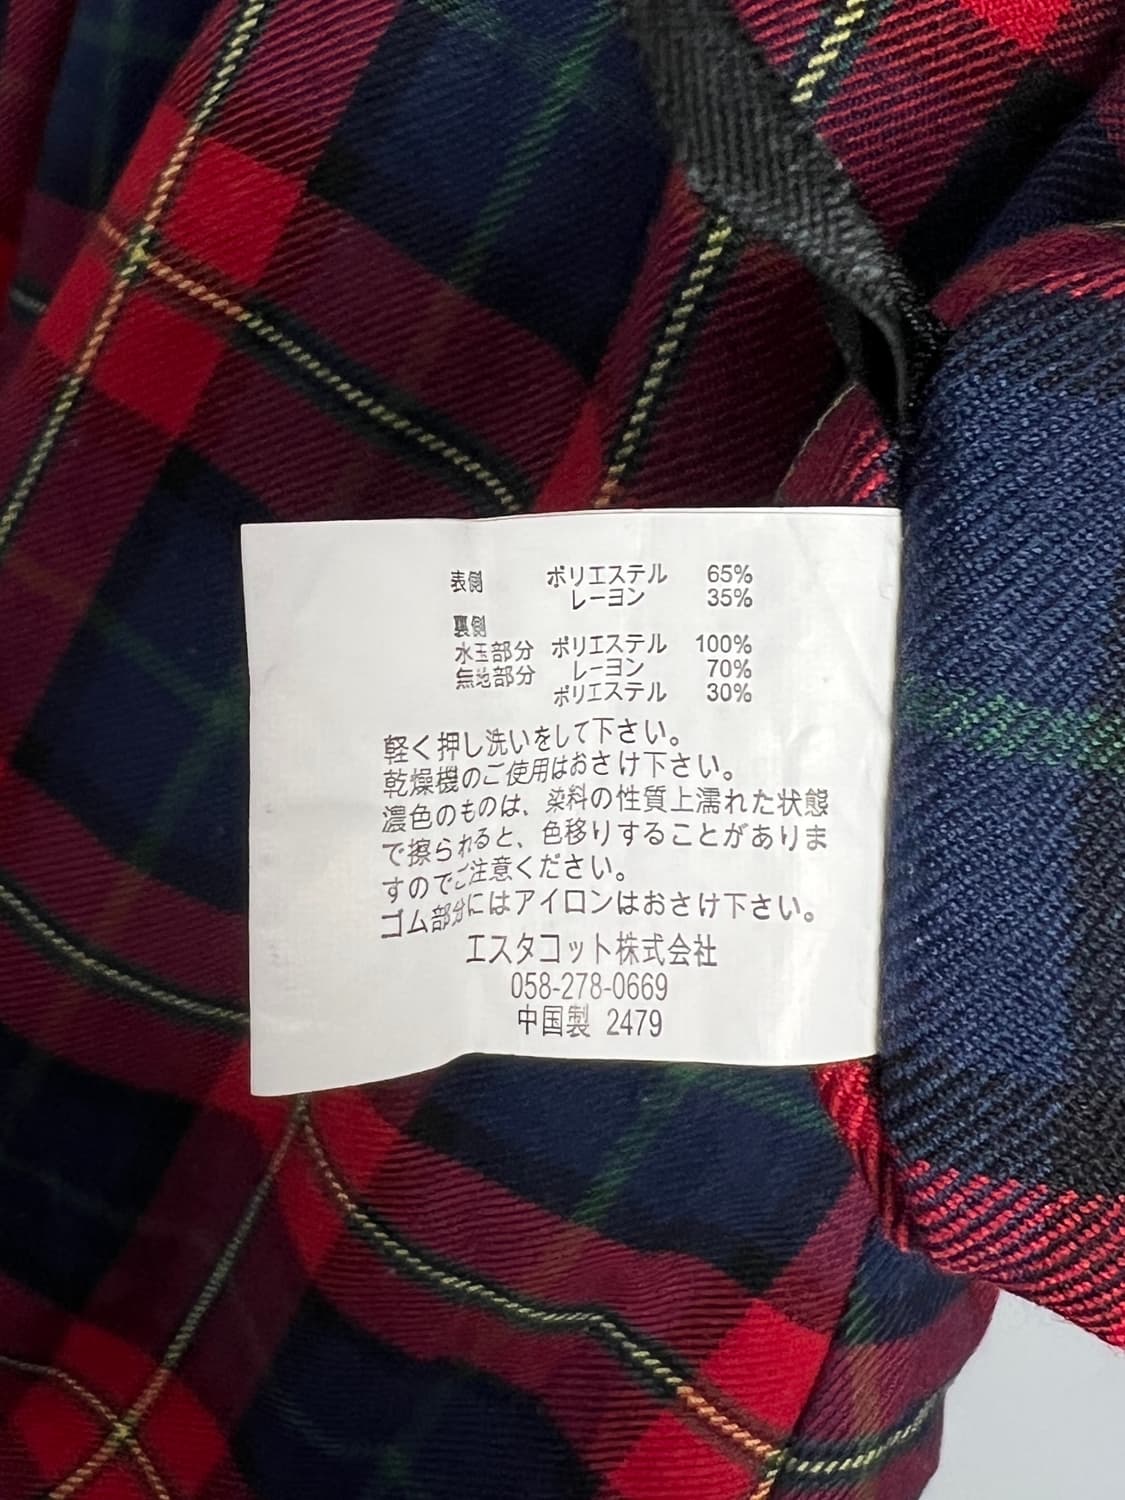 表側 ポリエステル 65%
レーヨン 35%
裏側
水玉部分 ポリエステル 100%
無地部分 レーヨン 70%
ポリエステル 30%
軽く押し洗いをして下さい。
乾燥機のご使用はおさけ下さい。
濃色のものは、染料の性質上濡れた状態
で擦られると、色移りすることがありま
すのでご注意ください。
ゴム部分にはアイロンはおさけ下さい。
エスタコット株式会社
058-278-0669
中国製 2479